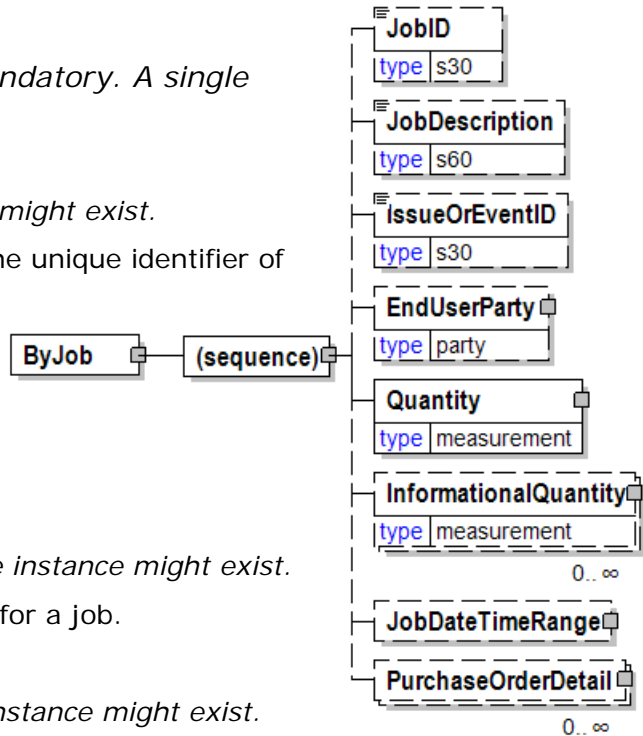 JobID
type s30
ndatory. A single
JobDescription
type s60
might exist.
IssueOrEventID
he unique identifier of
type s30
EndUserParty
type party
ByJob
(sequence)
Quantity
type measurement
InformationalQuantity
type measurement
e instance might exist.
0.. ∞
for a job.
JobDateTimeRange
PurchaseOrderDetail
nstance might exist.
0.. ∞